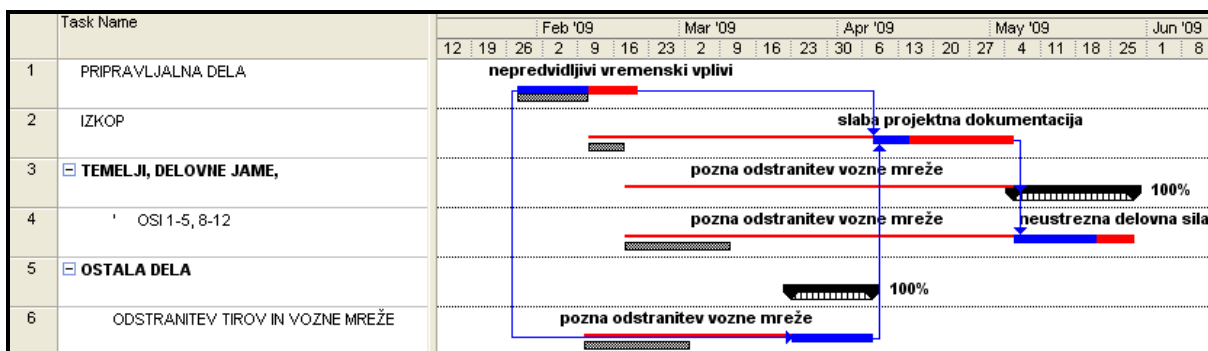 Task Name
Feb '09 Mar '09 Apr '09 May '09 Jun '09
12 19 26 2 9 16 23 2 9 16 23 30 6 13 20 27 4 11 18 25 1 8
1 PRIPRAVLJALNA DELA nepredvidljivi vremenski vplivi
2 IZKOP slaba projektna dokumentacija
3 TEMELJI, DELOVNE JAME, pozna odstranitev vozne mreže
100%
4 ' OSI 1-5, 8-12 pozna odstranitev vozne mreže neustrezna delovna sila
5 OSTALA DELA
100%
6 ODSTRANITEV TIROV IN VOZNE MREŽE pozna odstranitev vozne mreže